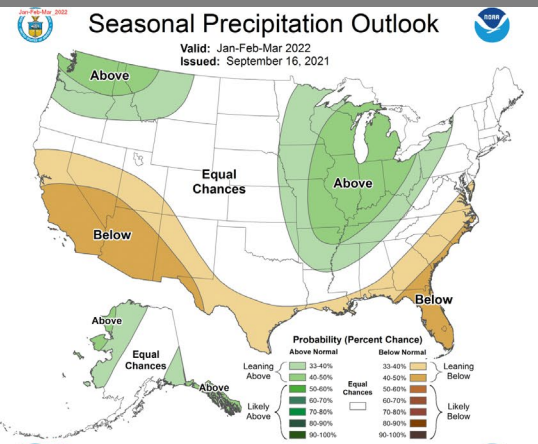 Jan-Feb-Mar 2022
Seasonal Precipitation Outlook
NOAA
Valid: Jan-Feb-Mar 2022
Issued: September 16, 2021
Above
Equal
Chances
Above
Below
Below
Above
Equal
Chances
Above
Probability (Percent Chance)
Above Normal
Below Normal
Leaning
Above
33-40%
40-50%
Likely
Above
50-60%
60-70%
70-80%
80-90%
90-100%
Equal
Chances
33-40%
40-50%
Leaning
Below
50-60%
60-70%
70-80%
80-90%
90-100%
Likely
Below